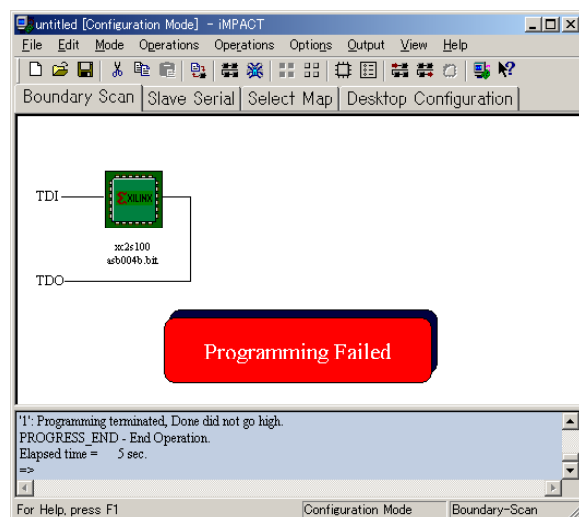 untitled [Configuration Mode] - iMPACT
File Edit Mode Operations Operations Options Output View Help
Boundary Scan Slave Serial Select Map Desktop Configuration
TDI
XILINX
xc2s100
asb004b.bit
TDO
Programming Failed
'1': Programming terminated, Done did not go high.
PROGRESS_END - End Operation.
Elapsed time = 5 sec.
=>
For Help, press F1 Configuration Mode Boundary-Scan